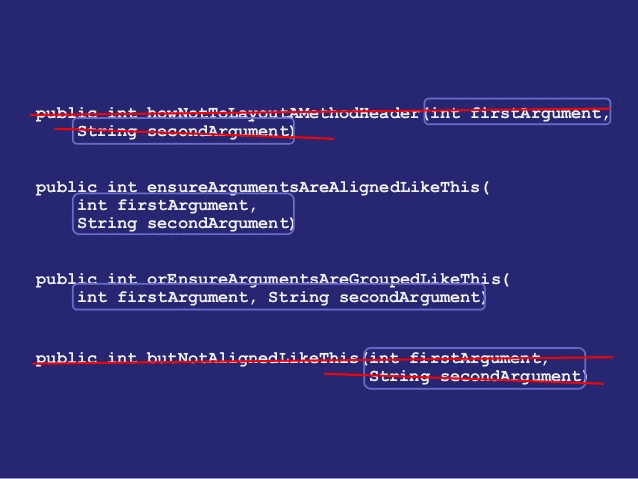 public int howNotToLayoutAMethodHeader(int firstArgument,
    String secondArgument)
public int ensureArgumentsAreAlignedLikeThis(
    int firstArgument,
    String secondArgument)
public int orEnsureArgumentsAreGroupedLikeThis(
    int firstArgument, String secondArgument)
public int butNotAlignedLikeThis(int firstArgument,
                                 String secondArgument)